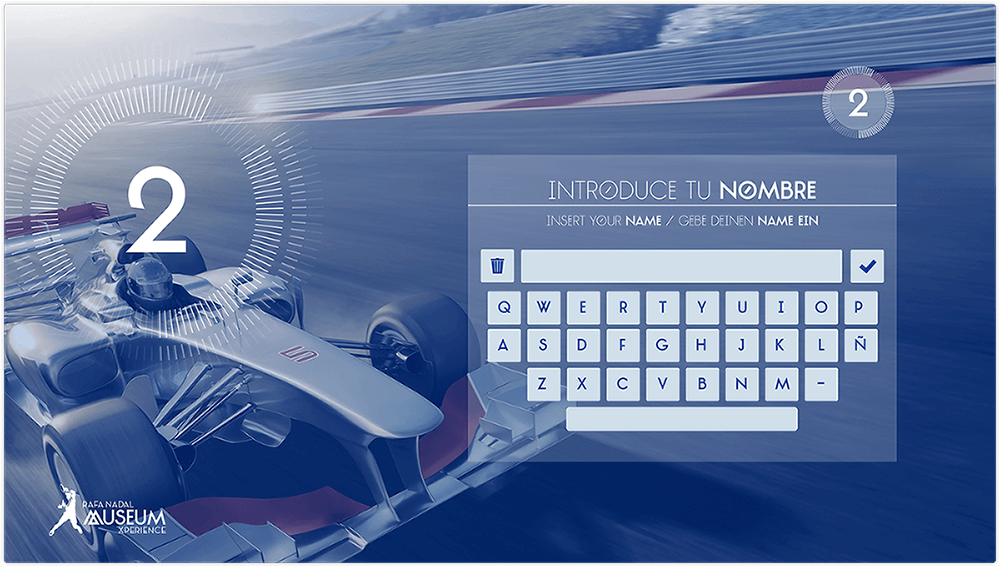 2
2
INTRODUCE TU NOMBRE
INSERT YOUR NAME / GEBE DEINEN NAME EIN
Q W E R T Y U I O P
A S D F G H J K L Ñ
Z X C V B N M -
5
RAFA NADAL
MUSEUM
XPERIENCE